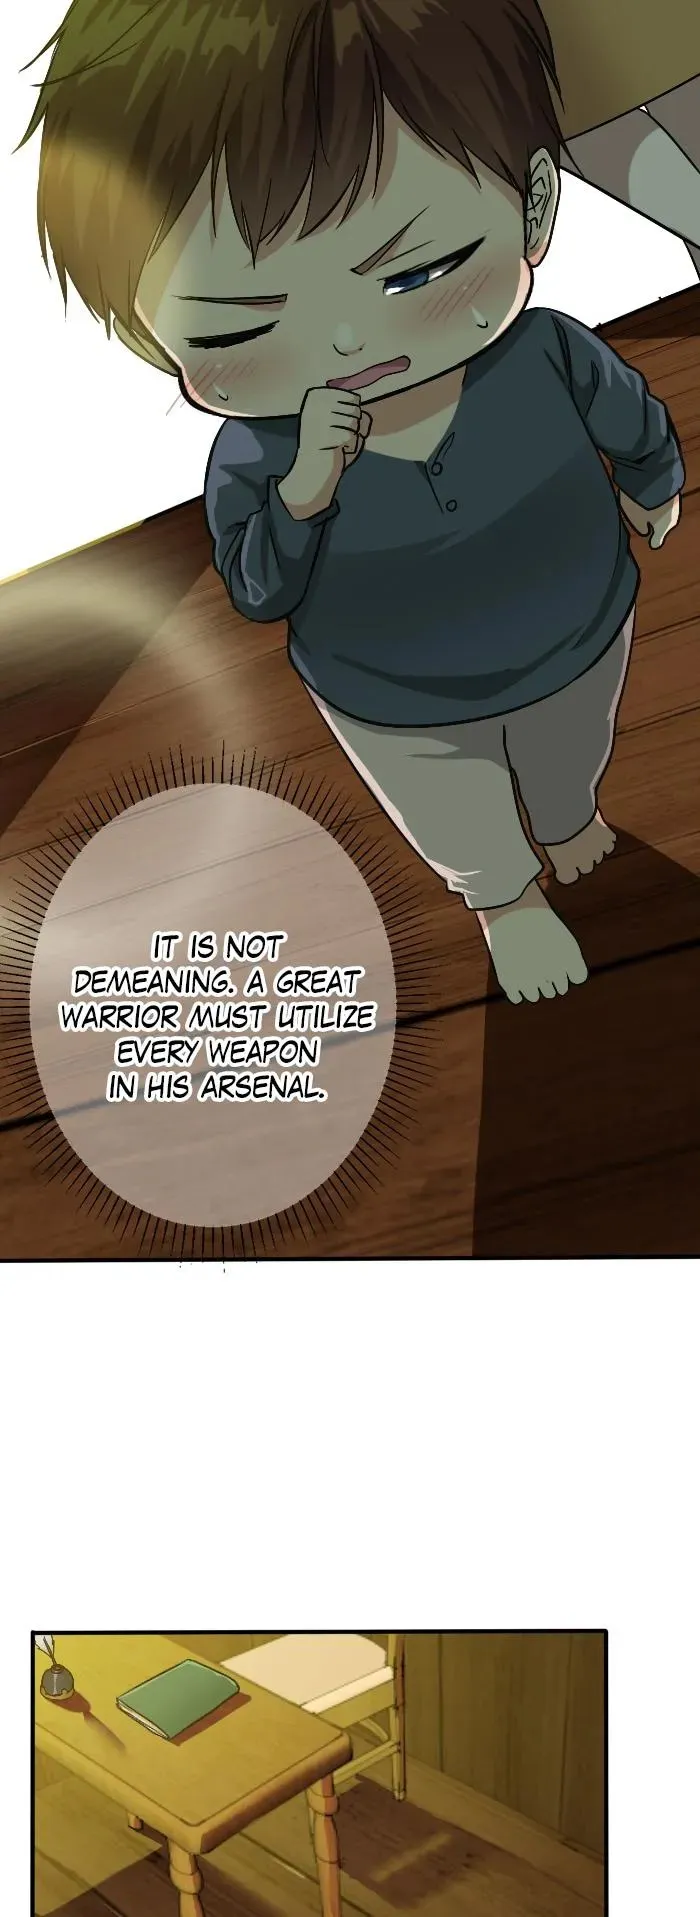 IT IS NOT
DEMEANING. A GREAT
WARRIOR MUST UTILIZE
EVERY WEAPON
IN HIS ARSENAL.